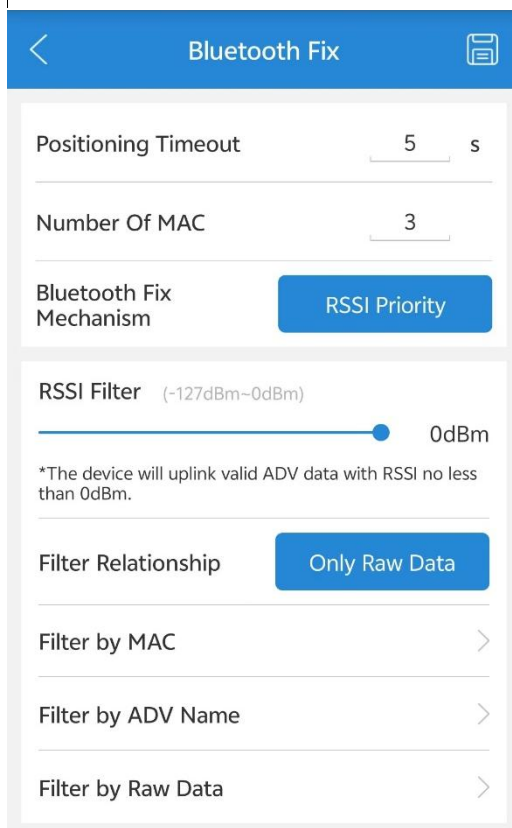 Bluetooth Fix
Positioning Timeout 5 s
Number Of MAC 3
Bluetooth Fix
Mechanism
RSSI Priority
RSSI Filter (-127dBm~0dBm)
0dBm
*The device will uplink valid ADV data with RSSI no less
than 0dBm.
Filter Relationship Only Raw Data
Filter by MAC
Filter by ADV Name
Filter by Raw Data